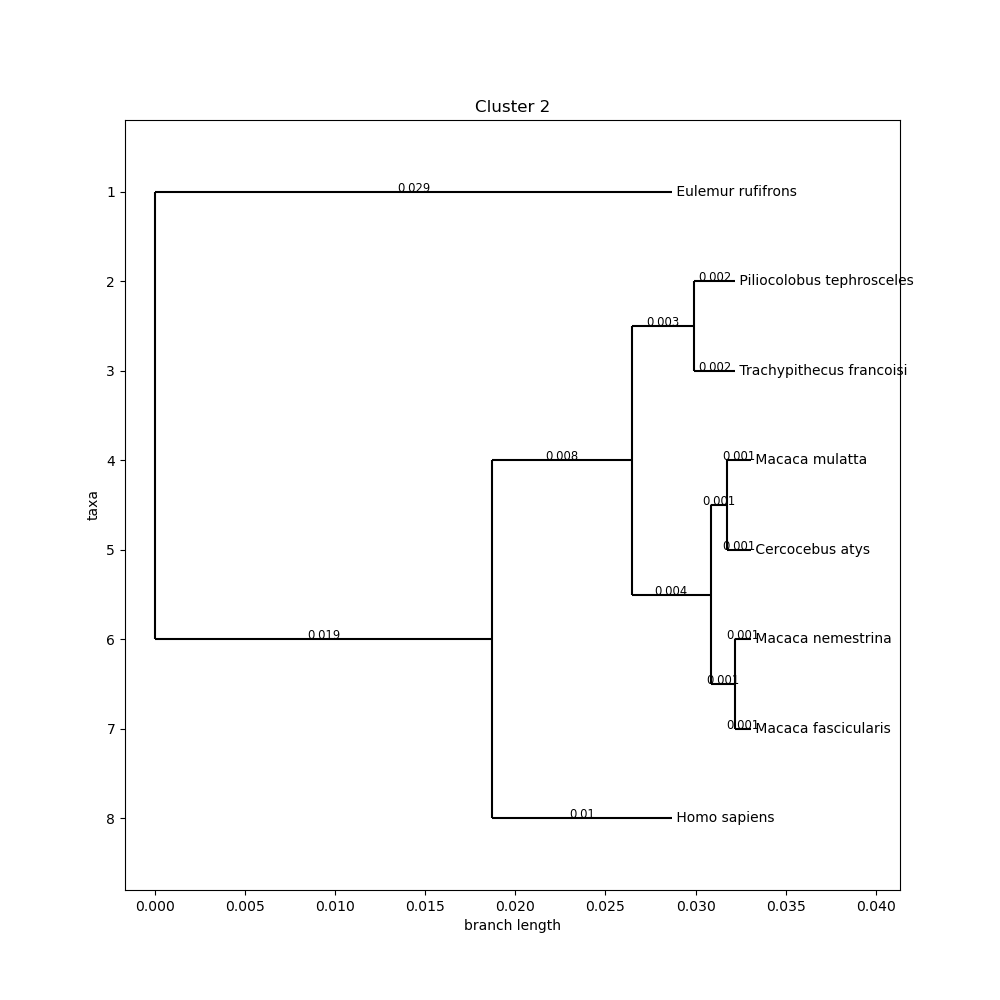 Cluster 2
1
0.029
Eulemur rufifrons
2
0.002
Piliocolobus tephrosceles
0.003
3
0.002
Trachypithecus francoisi
4
0.008
0.001
Macaca mulatta
0.001
5
0.001
Cercocebus atys
0.004
6
0.019
0.001
Macaca nemestrina
0.001
7
0.001
Macaca fascicularis
8
0.01
Homo sapiens
taxa
0.000 0.005 0.010 0.015 0.020 0.025 0.030 0.035 0.040
branch length